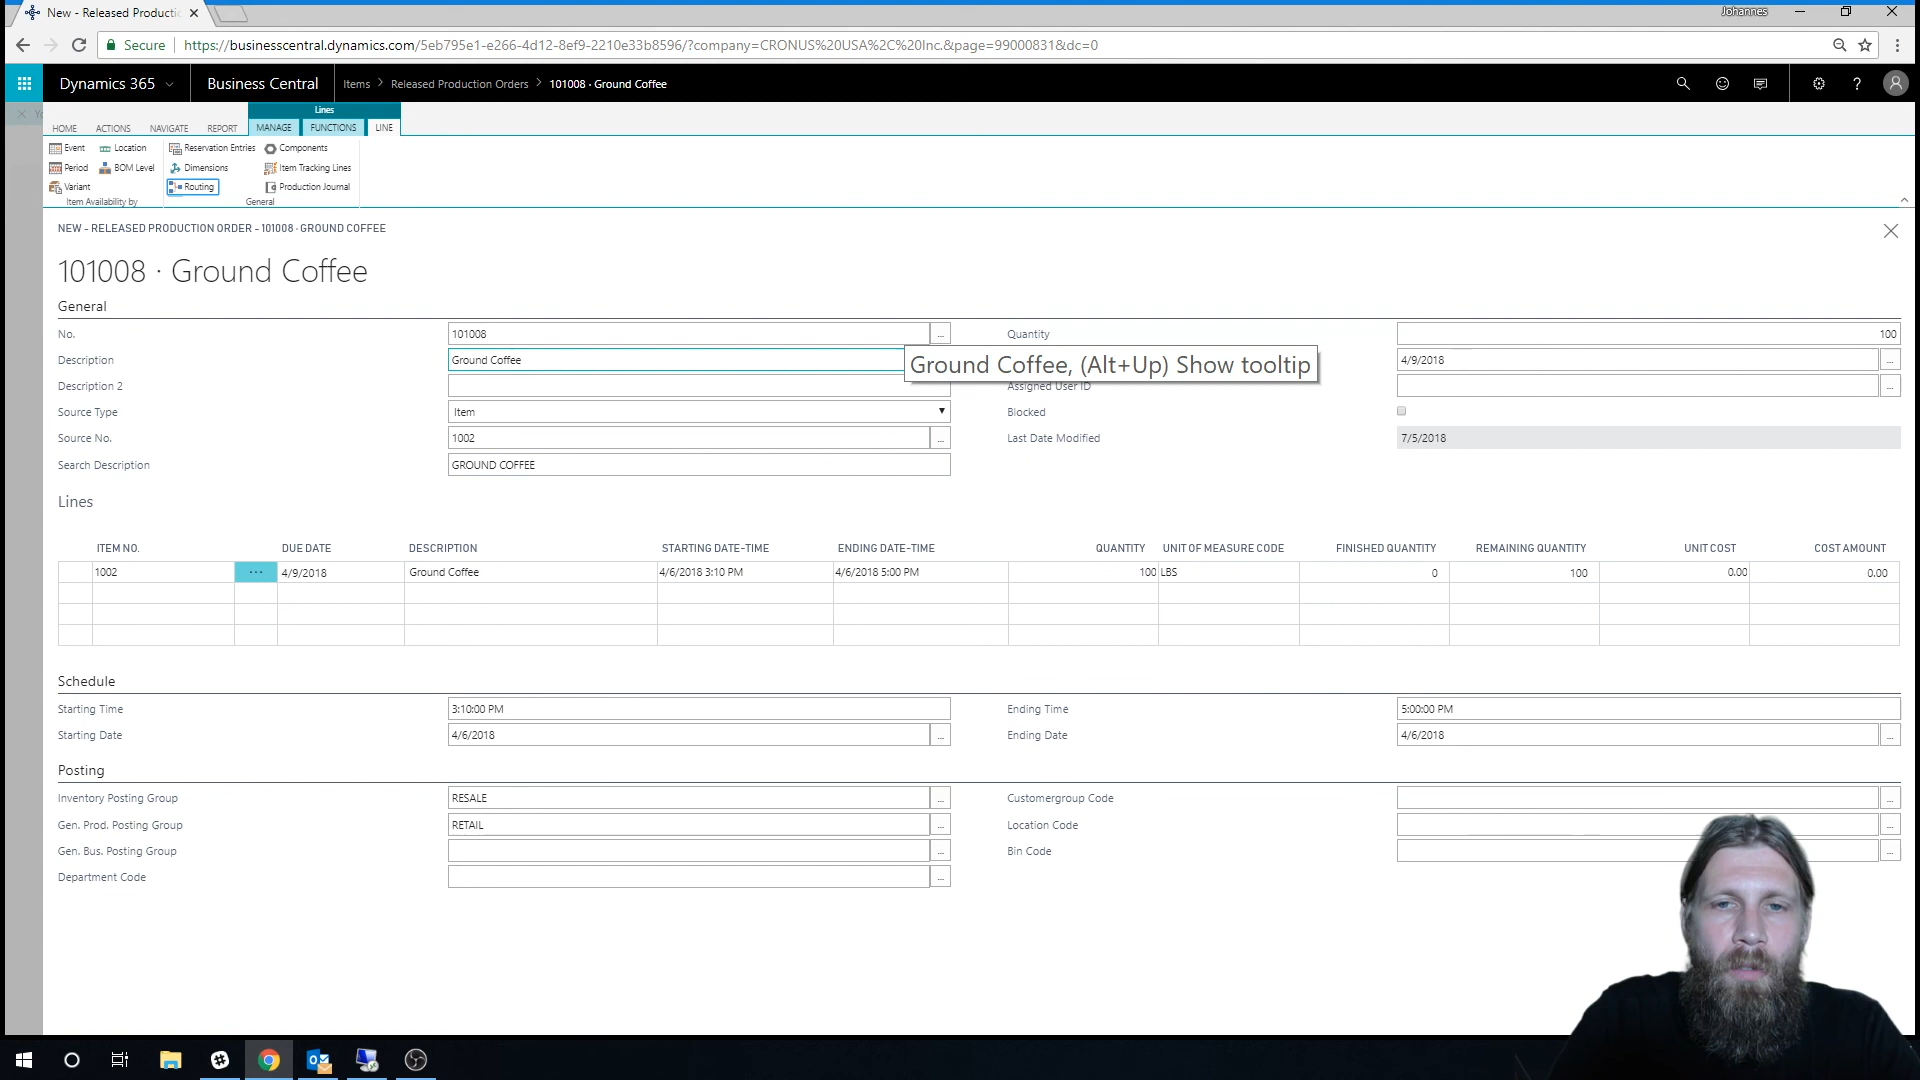 New - Released Producti
Johannes
Secure
https://businesscentral.dynamics.com/5eb795e1-e266-4d12-8ef9-2210e33b8596/?company=CRONUS%20USA%2C%20Inc.&page=99000831&dc=0
Dynamics 365
Business Central
Items > Released Production Orders > 101008 · Ground Coffee
Lines
HOME ACTIONS NAVIGATE REPORT MANAGE FUNCTIONS LINE
Event Location Reservation Entries Components
Period BOM Level Dimensions Item Tracking Lines
Variant Routing Production Journal
Item Availability by General
NEW - RELEASED PRODUCTION ORDER - 101008 · GROUND COFFEE
101008 · Ground Coffee
General
No. 101008 ... Quantity 100
Description Ground Coffee 4/9/2018 ...
Ground Coffee, (Alt+Up) Show tooltip
Description 2 Assigned User ID ...
Source Type Item Blocked
Source No. 1002 ... Last Date Modified 7/5/2018
Search Description GROUND COFFEE
Lines
ITEM NO. DUE DATE DESCRIPTION STARTING DATE-TIME ENDING DATE-TIME QUANTITY UNIT OF MEASURE CODE FINISHED QUANTITY REMAINING QUANTITY UNIT COST COST AMOUNT
1002 ... 4/9/2018 Ground Coffee 4/6/2018 3:10 PM 4/6/2018 5:00 PM 100 LBS 0 100 0.00 0.00
Schedule
Starting Time 3:10:00 PM Ending Time 5:00:00 PM
Starting Date 4/6/2018 ... Ending Date 4/6/2018 ...
Posting
Inventory Posting Group RESALE ... Customergroup Code ...
Gen. Prod. Posting Group RETAIL ... Location Code ...
Gen. Bus. Posting Group ... Bin Code ...
Department Code ...